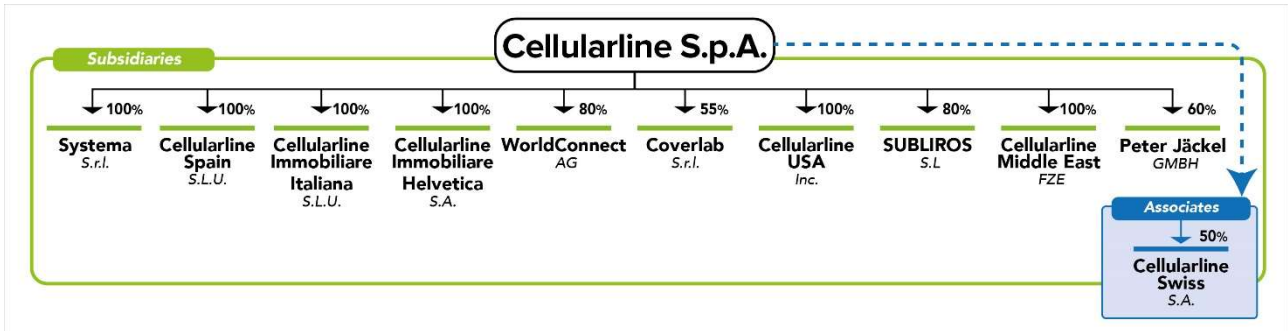 Cellularline S.p.A.
Subsidiaries
100%
100%
100%
100%
80%
55%
100%
80%
100%
60%
Systema
S.r.l.
Cellularline
Spain
S.L.U.
Cellularline
Immobiliare
Italiana
S.L.U.
Cellularline
Immobiliare
Helvetica
S.A.
WorldConnect
AG
Coverlab
S.r.l.
Cellularline
USA
Inc.
SUBLIROS
S.L
Cellularline
Middle East
FZE
Peter Jäckel
GMBH
Associates
50%
Cellularline
Swiss
S.A.